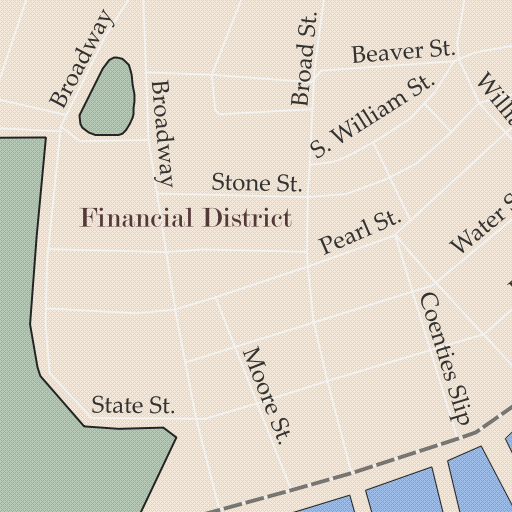 Broadway
Broad St.
Beaver St.
Broadway
S. William St.
Stone St.
Financial District
Pearl St.
Water S
Coenties Slip
Moore St.
State St.